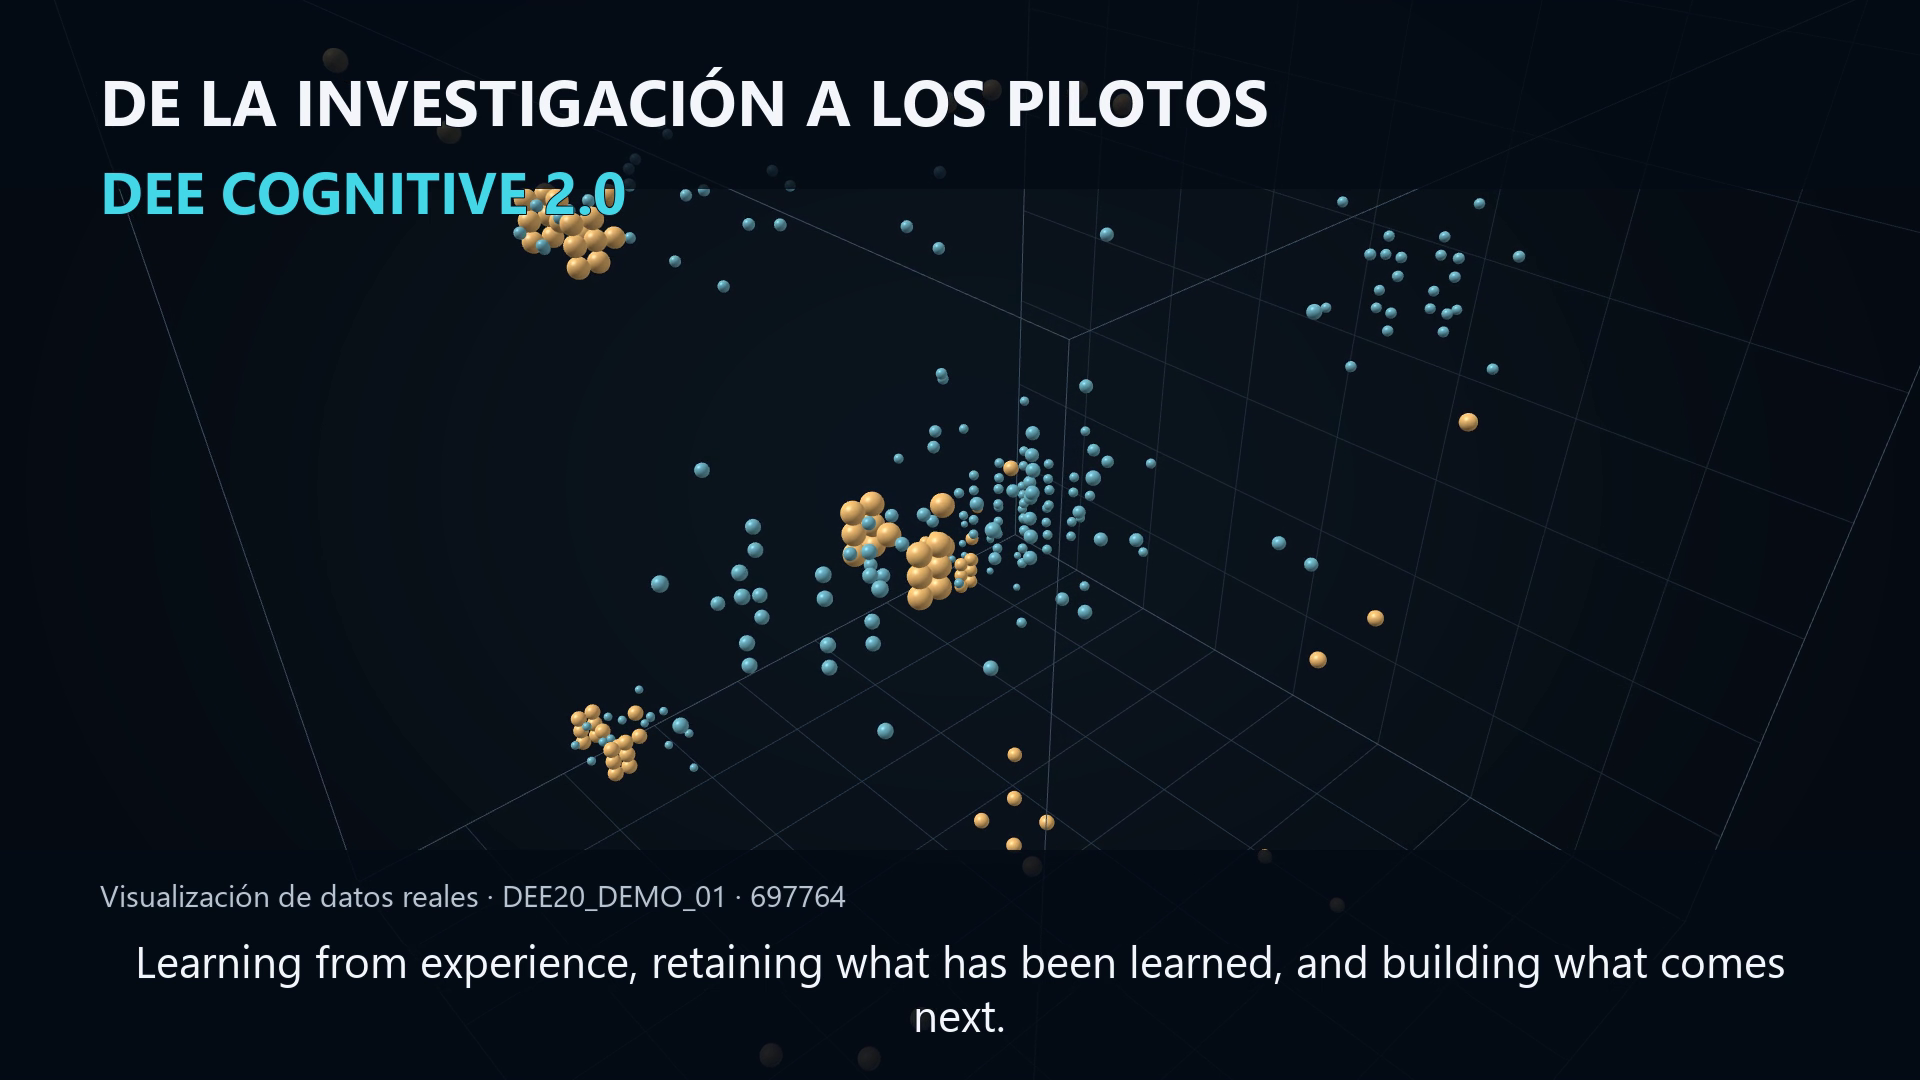 DE LA INVESTIGACIÓN A LOS PILOTOS
DEE COGNITIVE 2.0
Visualización de datos reales · DEE20_DEMO_01 · 697764
Learning from experience, retaining what has been learned, and building what comes
next.